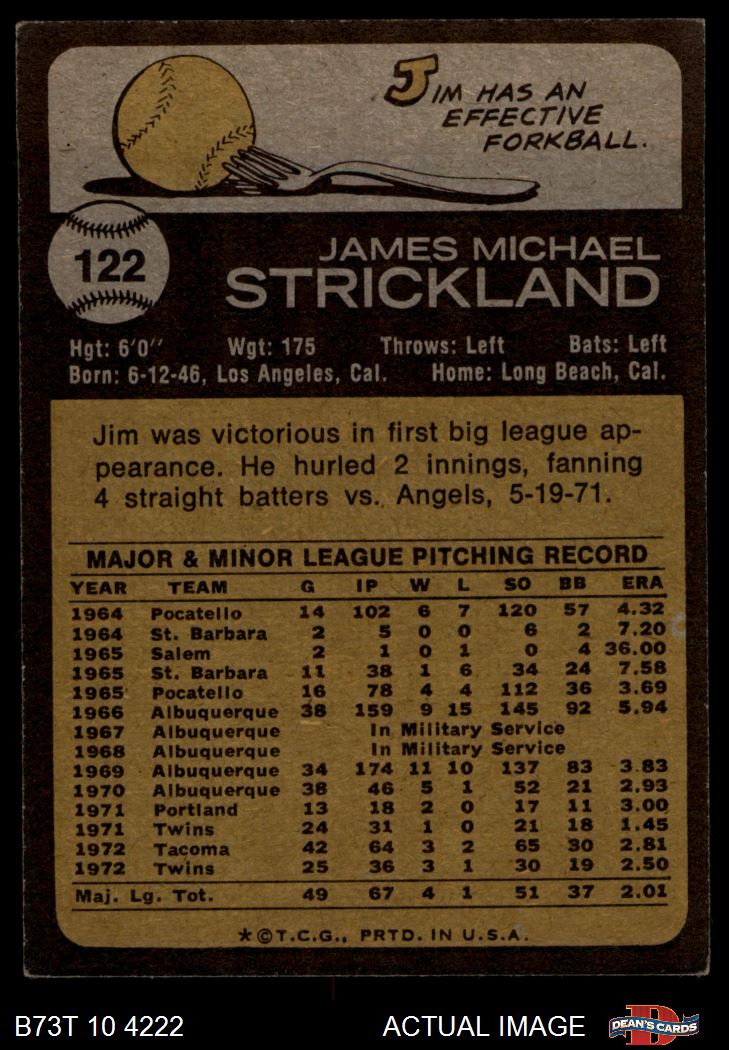 JIM HAS AN
EFFECTIVE
FORKBALL.
122
JAMES MICHAEL
STRICKLAND
Hgt: 6'0" Wgt: 175 Throws: Left Bats: Left
Born: 6-12-46, Los Angeles, Cal. Home: Long Beach, Cal.
Jim was victorious in first big league ap-
pearance. He hurled 2 innings, fanning
4 straight batters vs. Angels, 5-19-71.
MAJOR & MINOR LEAGUE PITCHING RECORD
YEAR TEAM G IP W L SO BB ERA
1964 Pocatello 14 102 6 7 120 57 4.32
1964 St. Barbara 2 5 0 0 6 2 7.20
1965 Salem 2 1 0 1 0 4 36.00
1965 St. Barbara 11 38 1 6 34 24 7.58
1965 Pocatello 16 78 4 4 112 36 3.69
1966 Albuquerque 38 159 9 15 145 92 5.94
1967 Albuquerque In Military Service
1968 Albuquerque In Military Service
1969 Albuquerque 34 174 11 10 137 83 3.83
1970 Albuquerque 38 46 5 1 52 21 2.93
1971 Portland 13 18 2 0 17 11 3.00
1971 Twins 24 31 1 0 21 18 1.45
1972 Tacoma 42 64 3 2 65 30 2.81
1972 Twins 25 36 3 1 30 19 2.50
Maj. Lg. Tot. 49 67 4 1 51 37 2.01
*©T.C.G., PRTD. IN U.S.A.
B73T 10 4222 ACTUAL IMAGE DEAN'S CARDS